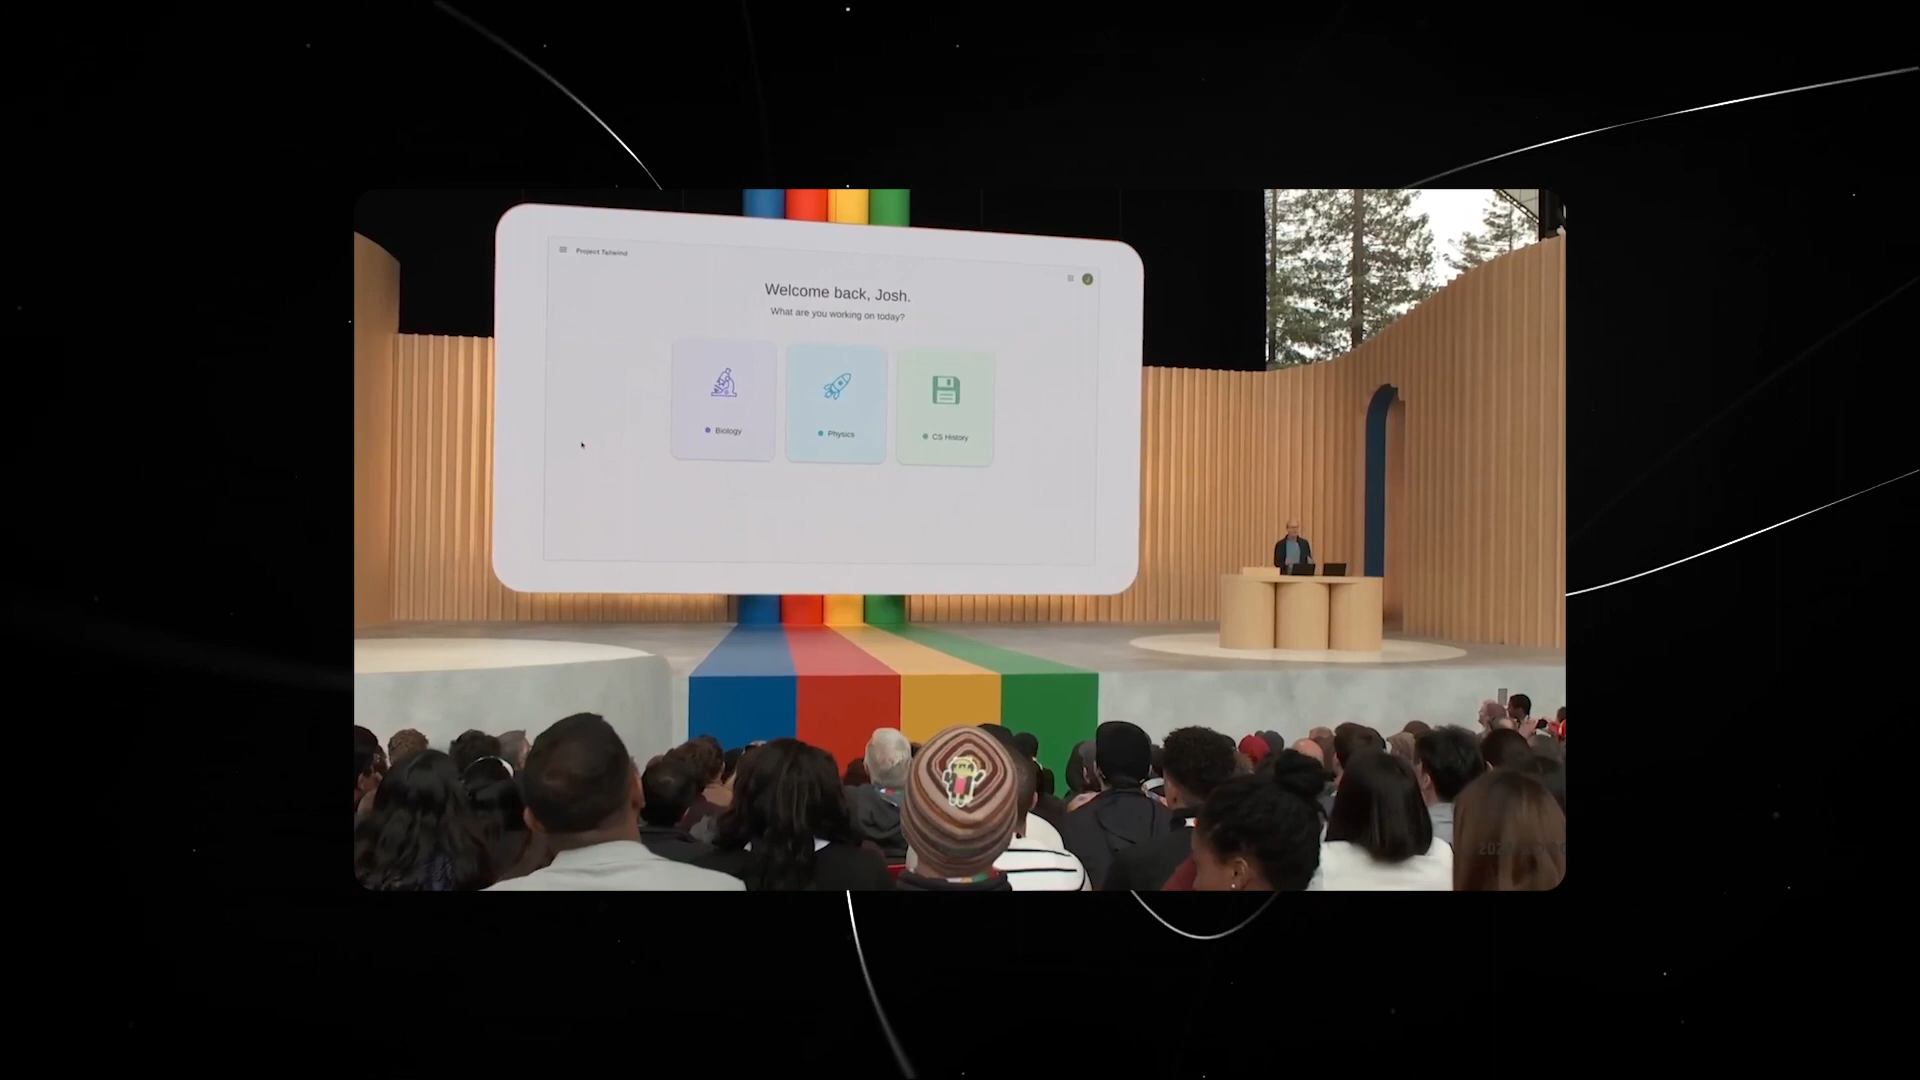 Project Tailwind
Welcome back, Josh.
What are you working on today?
Biology
Physics
CS History